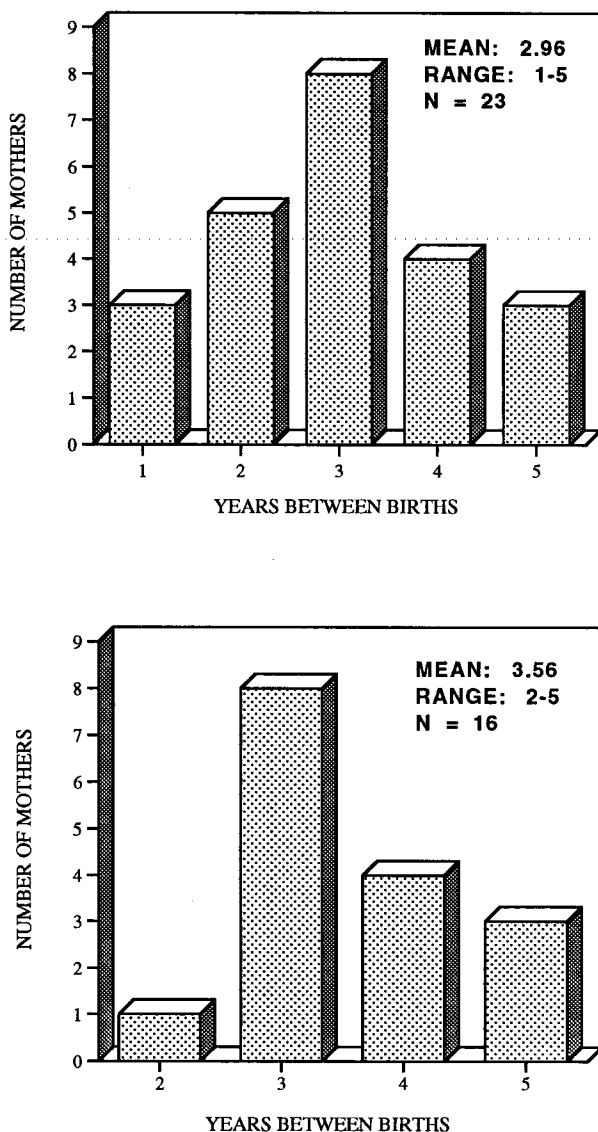 9
8
7
6
5
4
3
2
1
0
NUMBER OF MOTHERS
MEAN: 2.96
RANGE: 1-5
N = 23
1 2 3 4 5
YEARS BETWEEN BIRTHS
9
8
7
6
5
4
3
2
1
0
NUMBER OF MOTHERS
MEAN: 3.56
RANGE: 2-5
N = 16
2 3 4 5
YEARS BETWEEN BIRTHS